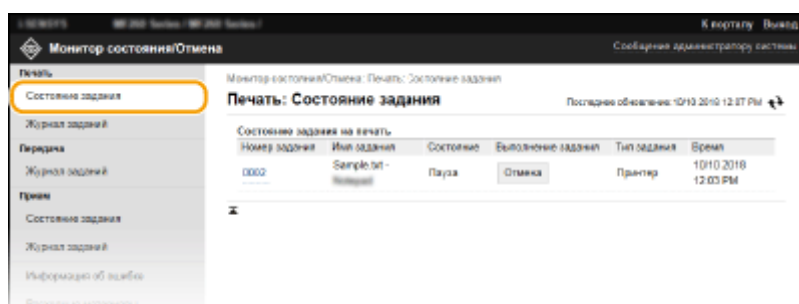 К порталу Выход
Монитор состояния/Отмена
Сообщение администратору системы
Печать
Состояние задания
Журнал заданий
Передача
Журнал заданий
Прием
Состояние задания
Журнал заданий
Информация об ошибке
Монитор состояния/Отмена: Печать: Состояние задания
Печать: Состояние задания
Последнее обновление: 10/10 2018 12:07 PM
Состояние задания на печать
Номер задания Имя задания Состояние Выполнение задания Тип задания Время
0002 Sample.txt - Notepad Пауза Отмена Принтер 10/10 2018 12:03 PM